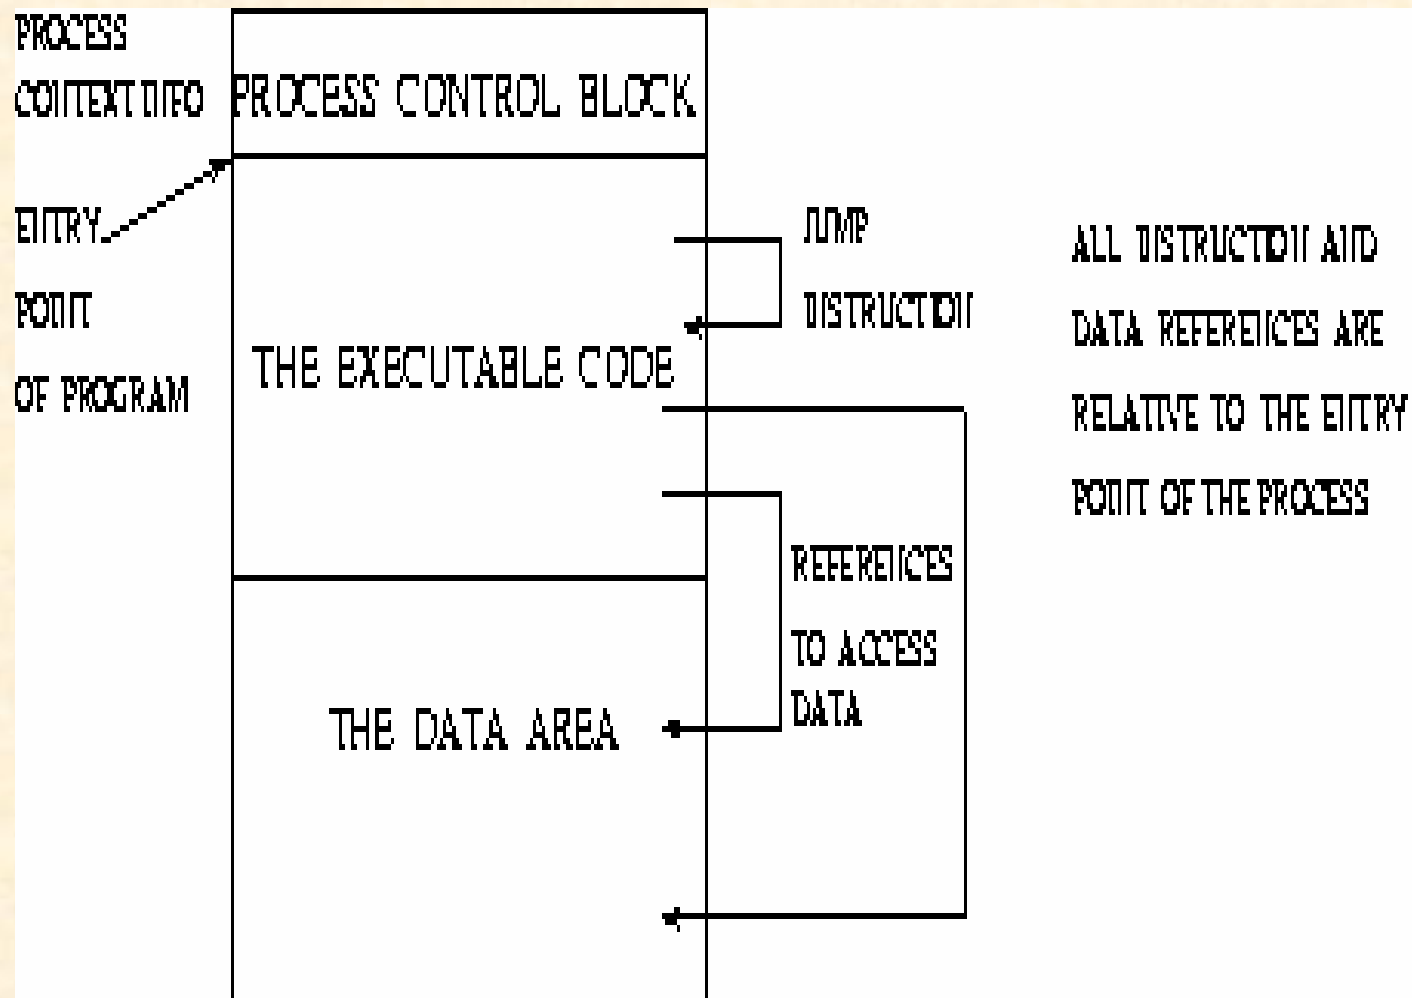 PROCESS
CONTEXT INFO
PROCESS CONTROL BLOCK
ENTRY
POINT
OF PROGRAM
JUMP
INSTRUCTION
THE EXECUTABLE CODE
ALL INSTRUCTION AND
DATA REFERENCES ARE
RELATIVE TO THE ENTRY
POINT OF THE PROCESS
REFERENCES
TO ACCESS
DATA
THE DATA AREA